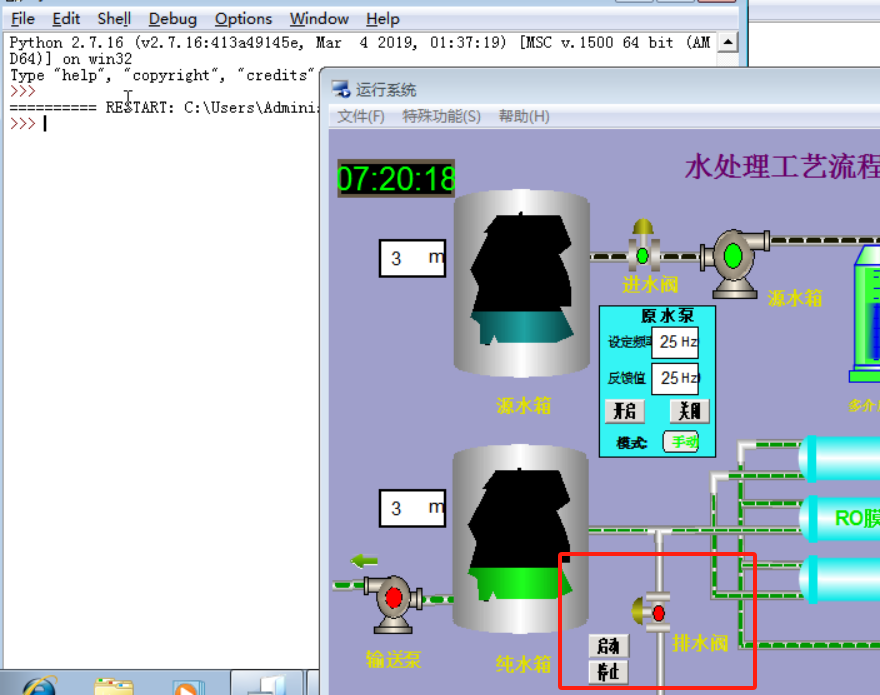 File Edit Shell Debug Options Window Help
Python 2.7.16 (v2.7.16:413a49145e, Mar  4 2019, 01:37:19) [MSC v.1500 64 bit (AM
D64)] on win32
Type "help", "copyright", "credits"
>>>
========== RESTART: C:\Users\Adminis
>>>
运行系统
文件(F) 特殊功能(S) 帮助(H)
07:20:18
水处理工艺流程
3 m
进水阀
源水箱
原水泵
设定频率 25 Hz
反馈值 25 Hz
开启 关闭
模式: 手动
源水箱
多介
3 m
RO膜
排水阀
启动
停止
输送泵
纯水箱